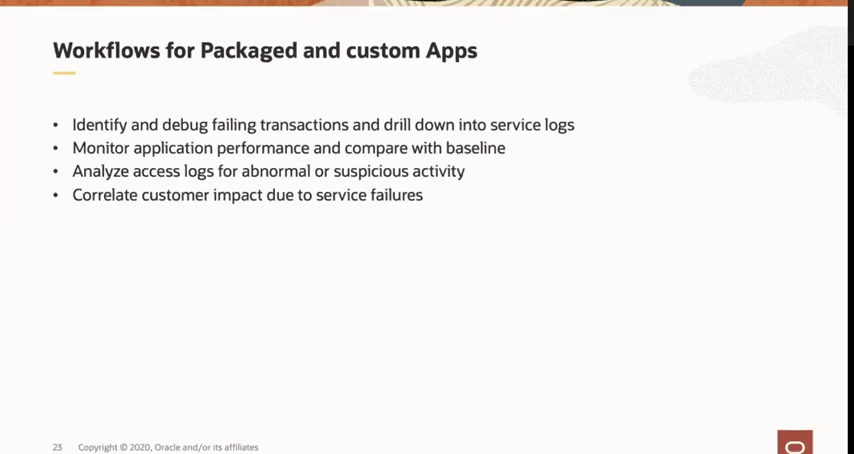 Workflows for Packaged and custom Apps
• Identify and debug failing transactions and drill down into service logs
• Monitor application performance and compare with baseline
• Analyze access logs for abnormal or suspicious activity
• Correlate customer impact due to service failures
23 Copyright © 2020, Oracle and/or its affiliates